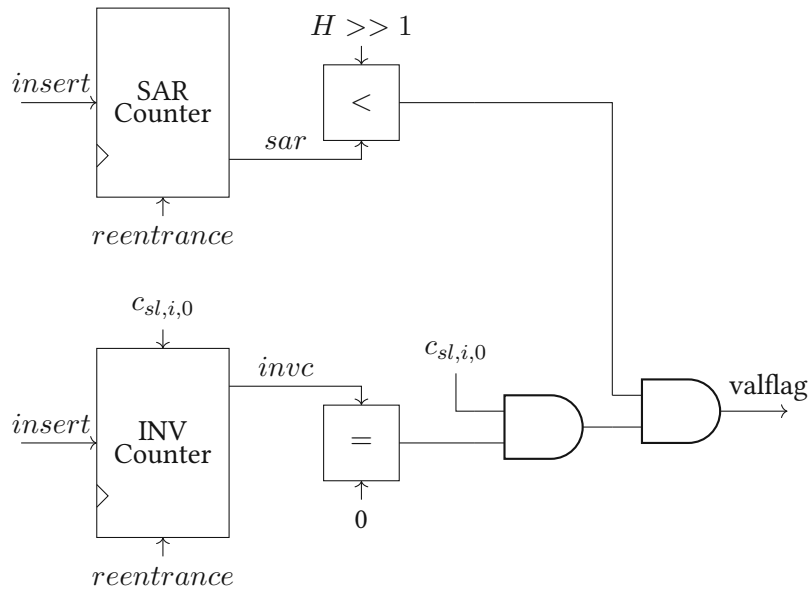 H >> 1
insert
SAR
Counter
<
sar
reentrance
c_{sl,i,0}
invc
c_{sl,i,0}
valflag
insert
INV
Counter
=
0
reentrance